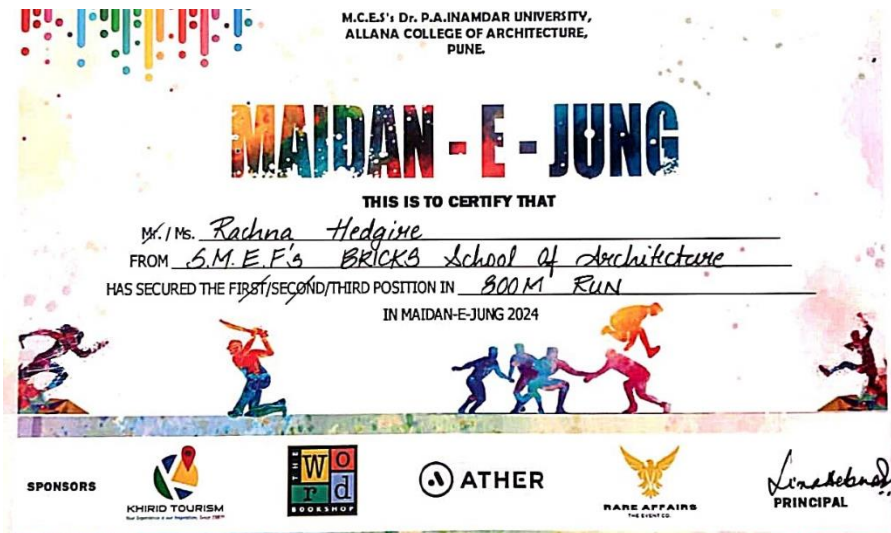 M.C.E.S's Dr. P.A.INAMDAR UNIVERSITY,
ALLANA COLLEGE OF ARCHITECTURE,
PUNE.
MAIDAN - E - JUNG
THIS IS TO CERTIFY THAT
Mr. / Ms. Rachna Hedgire
FROM S.M.E.F's BRICKS School Of Architecture
HAS SECURED THE FIRST/SECOND/THIRD POSITION IN 800M RUN
IN MAIDAN-E-JUNG 2024
SPONSORS
KHIRID TOURISM
THE Word BOOKSHOP
ATHER
RARE AFFAIRS
THE EVENT CO.
PRINCIPAL